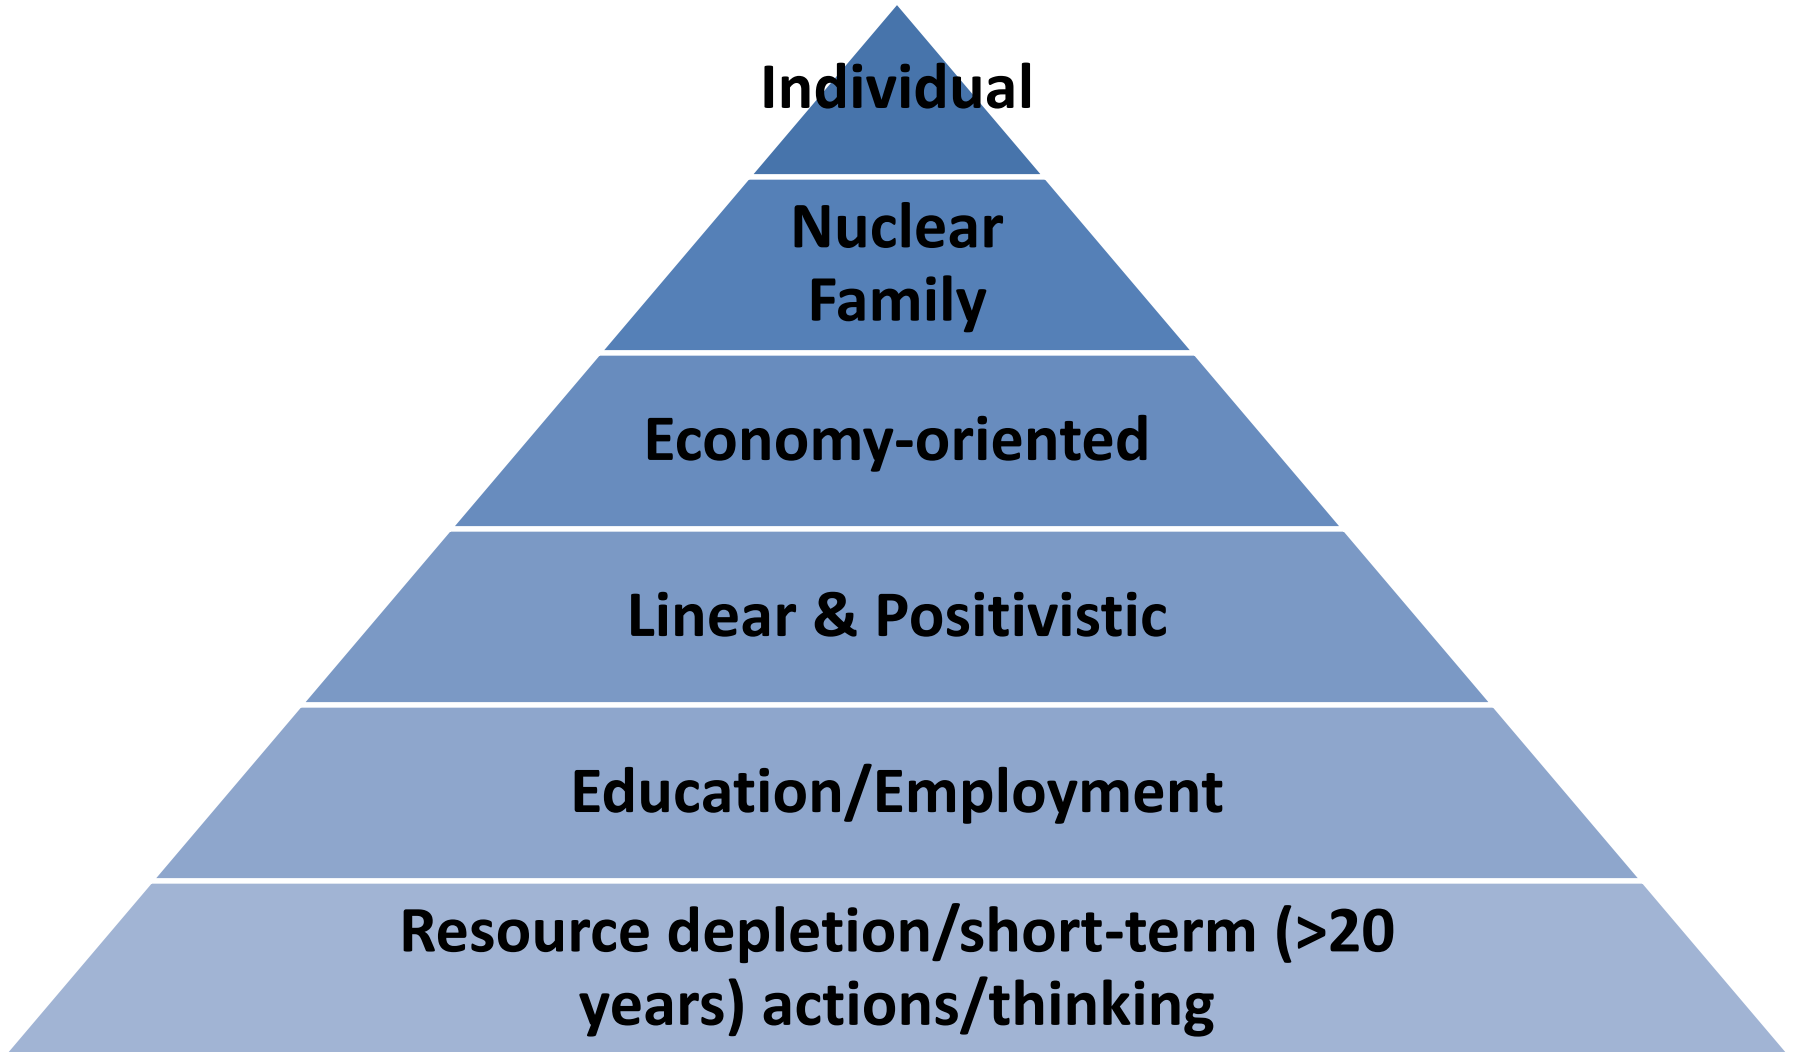 Individual
Nuclear
Family
Economy-oriented
Linear & Positivistic
Education/Employment
Resource depletion/short-term (>20
years) actions/thinking